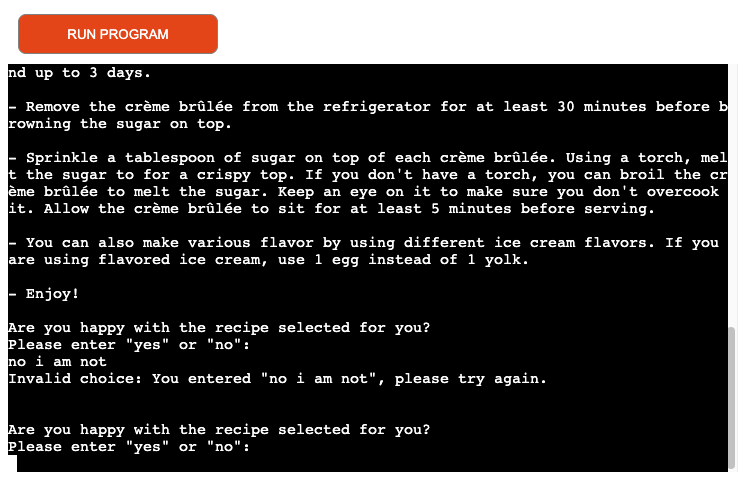 RUN PROGRAM
nd up to 3 days.
- Remove the crème brûlée from the refrigerator for at least 30 minutes before b
rowning the sugar on top.
- Sprinkle a tablespoon of sugar on top of each crème brûlée. Using a torch, mel
t the sugar to for a crispy top. If you don't have a torch, you can broil the cr
ème brûlée to melt the sugar. Keep an eye on it to make sure you don't overcook
it. Allow the crème brûlée to sit for at least 5 minutes before serving.
- You can also make various flavor by using different ice cream flavors. If you
are using flavored ice cream, use 1 egg instead of 1 yolk.
- Enjoy!
Are you happy with the recipe selected for you?
Please enter "yes" or "no":
no i am not
Invalid choice: You entered "no i am not", please try again.
Are you happy with the recipe selected for you?
Please enter "yes" or "no":